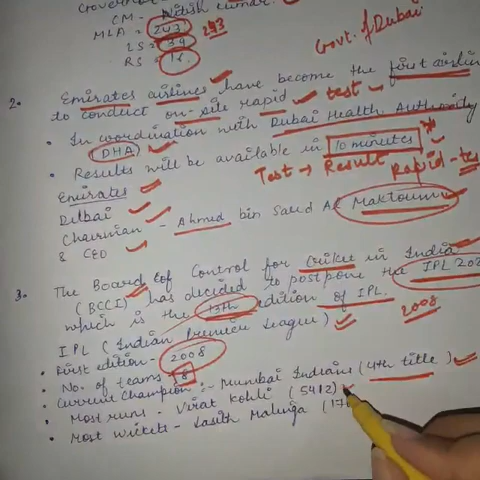 CM - Nitish Kumar
MLA - 243 243
LS - 39
RS - 16
Govt. of Dubai
2. Emirates airlines have become the first airline
to conduct on-site rapid test -
• In coordination with Dubai Health Authority
(DHA)
• Results will be available in 10 minutes
Test → Result
Rapid - tes
Emirates
Dubai
Chairman - Ahmed bin Saeed Al Maktoum
& CEO
3. The Board of Control for Cricket in India
(BCCI) has decided to postpone the IPL 202
which is the 13th edition of IPL.
2008
IPL (Indian Premier League)
• First edition - 2008
• No. of teams - 8
• Current Champion :- Mumbai Indians (4th title)
• Most runs - Virat Kohli (5412)
• Most wickets - Lasith Malinga (17